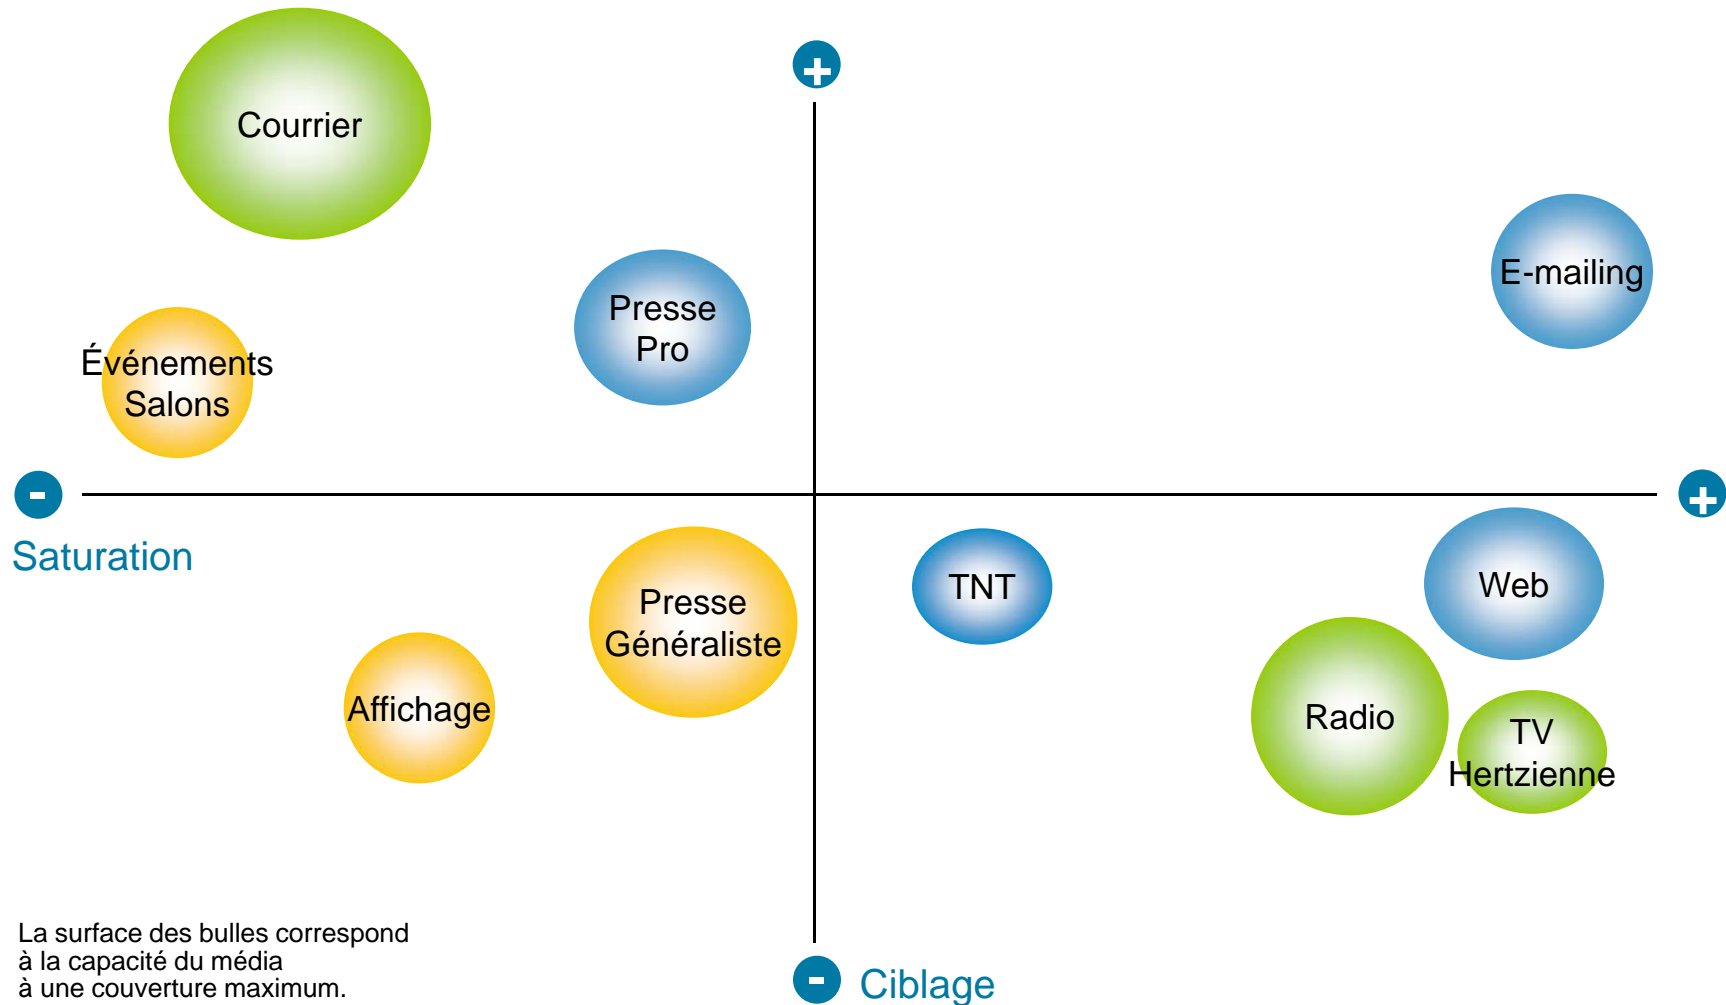 +
Courrier
E-mailing
Presse
Pro
Événements
Salons
-
+
Saturation
TNT
Web
Presse
Généraliste
Affichage
Radio
TV
Hertzienne
La surface des bulles correspond
à la capacité du média
à une couverture maximum.
-
Ciblage